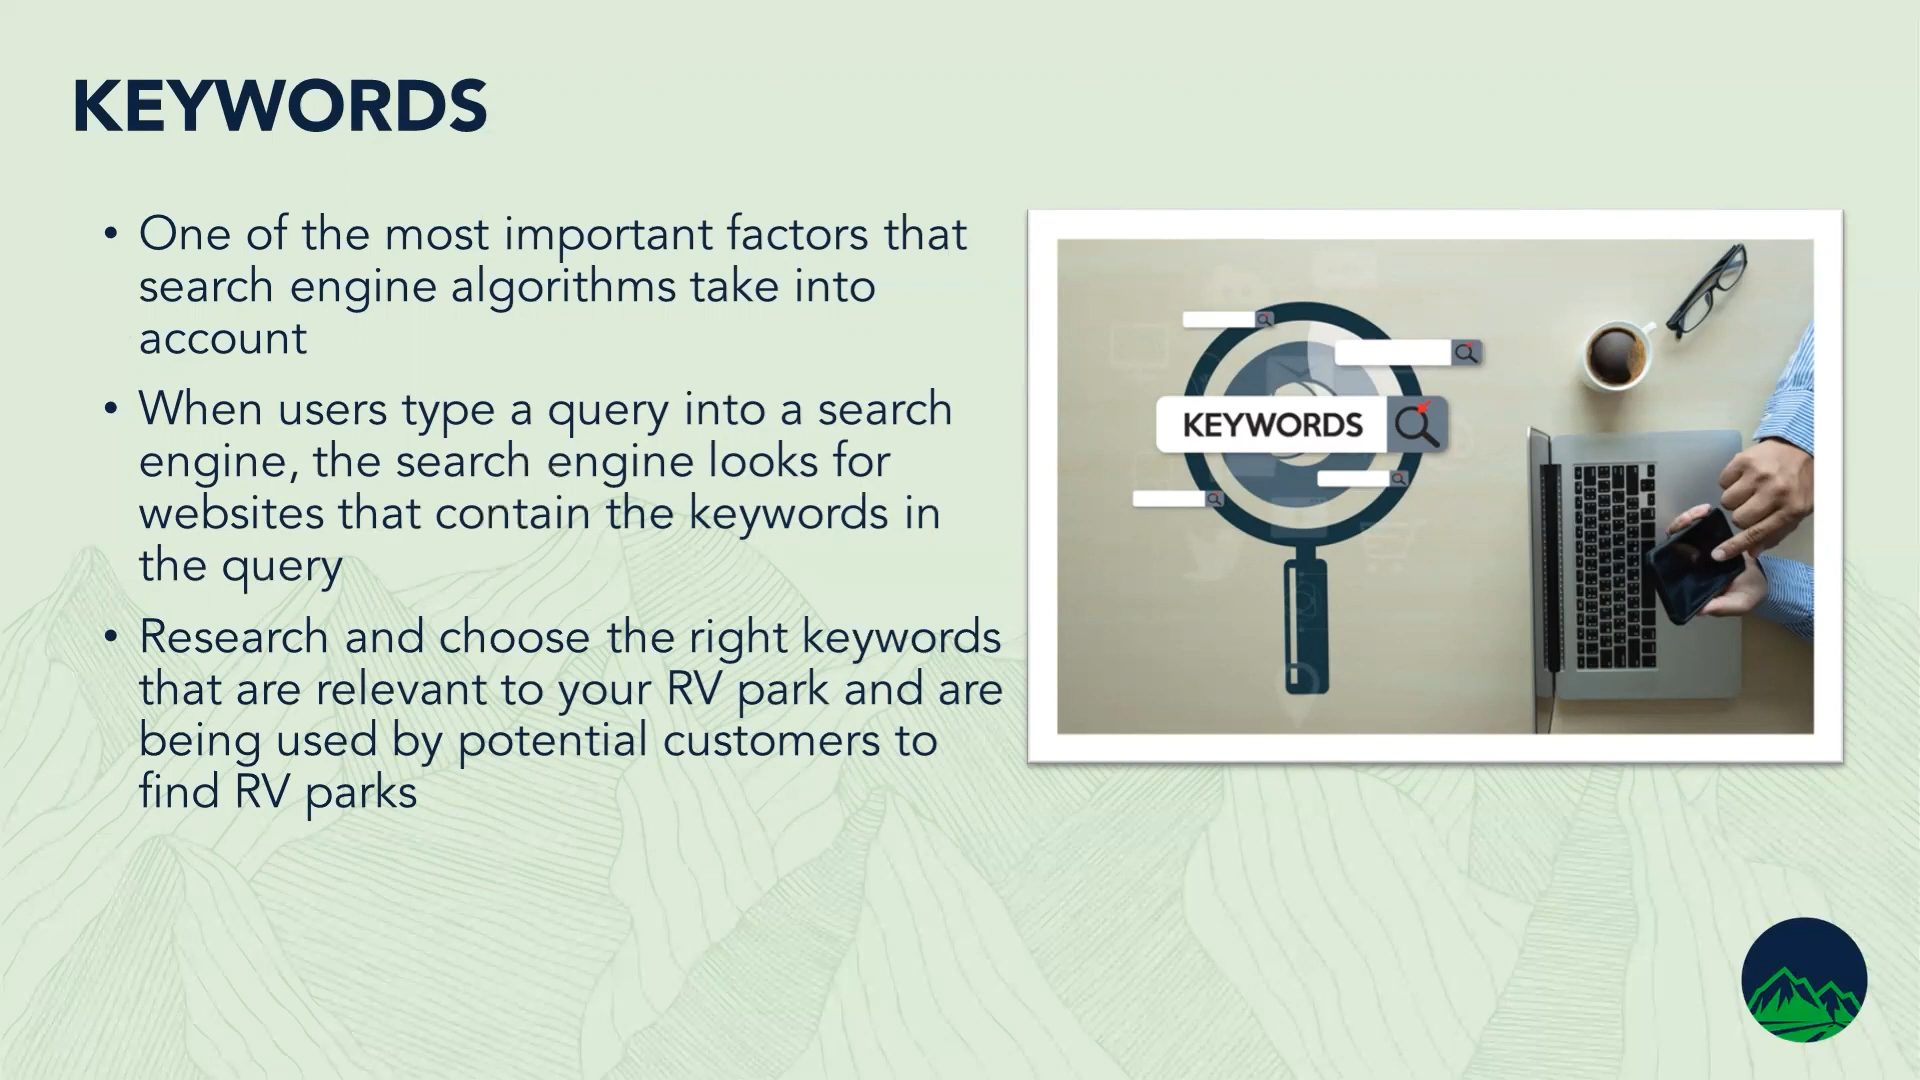 KEYWORDS
• One of the most important factors that
search engine algorithms take into
account
• When users type a query into a search
engine, the search engine looks for
websites that contain the keywords in
the query
• Research and choose the right keywords
that are relevant to your RV park and are
being used by potential customers to
find RV parks
KEYWORDS